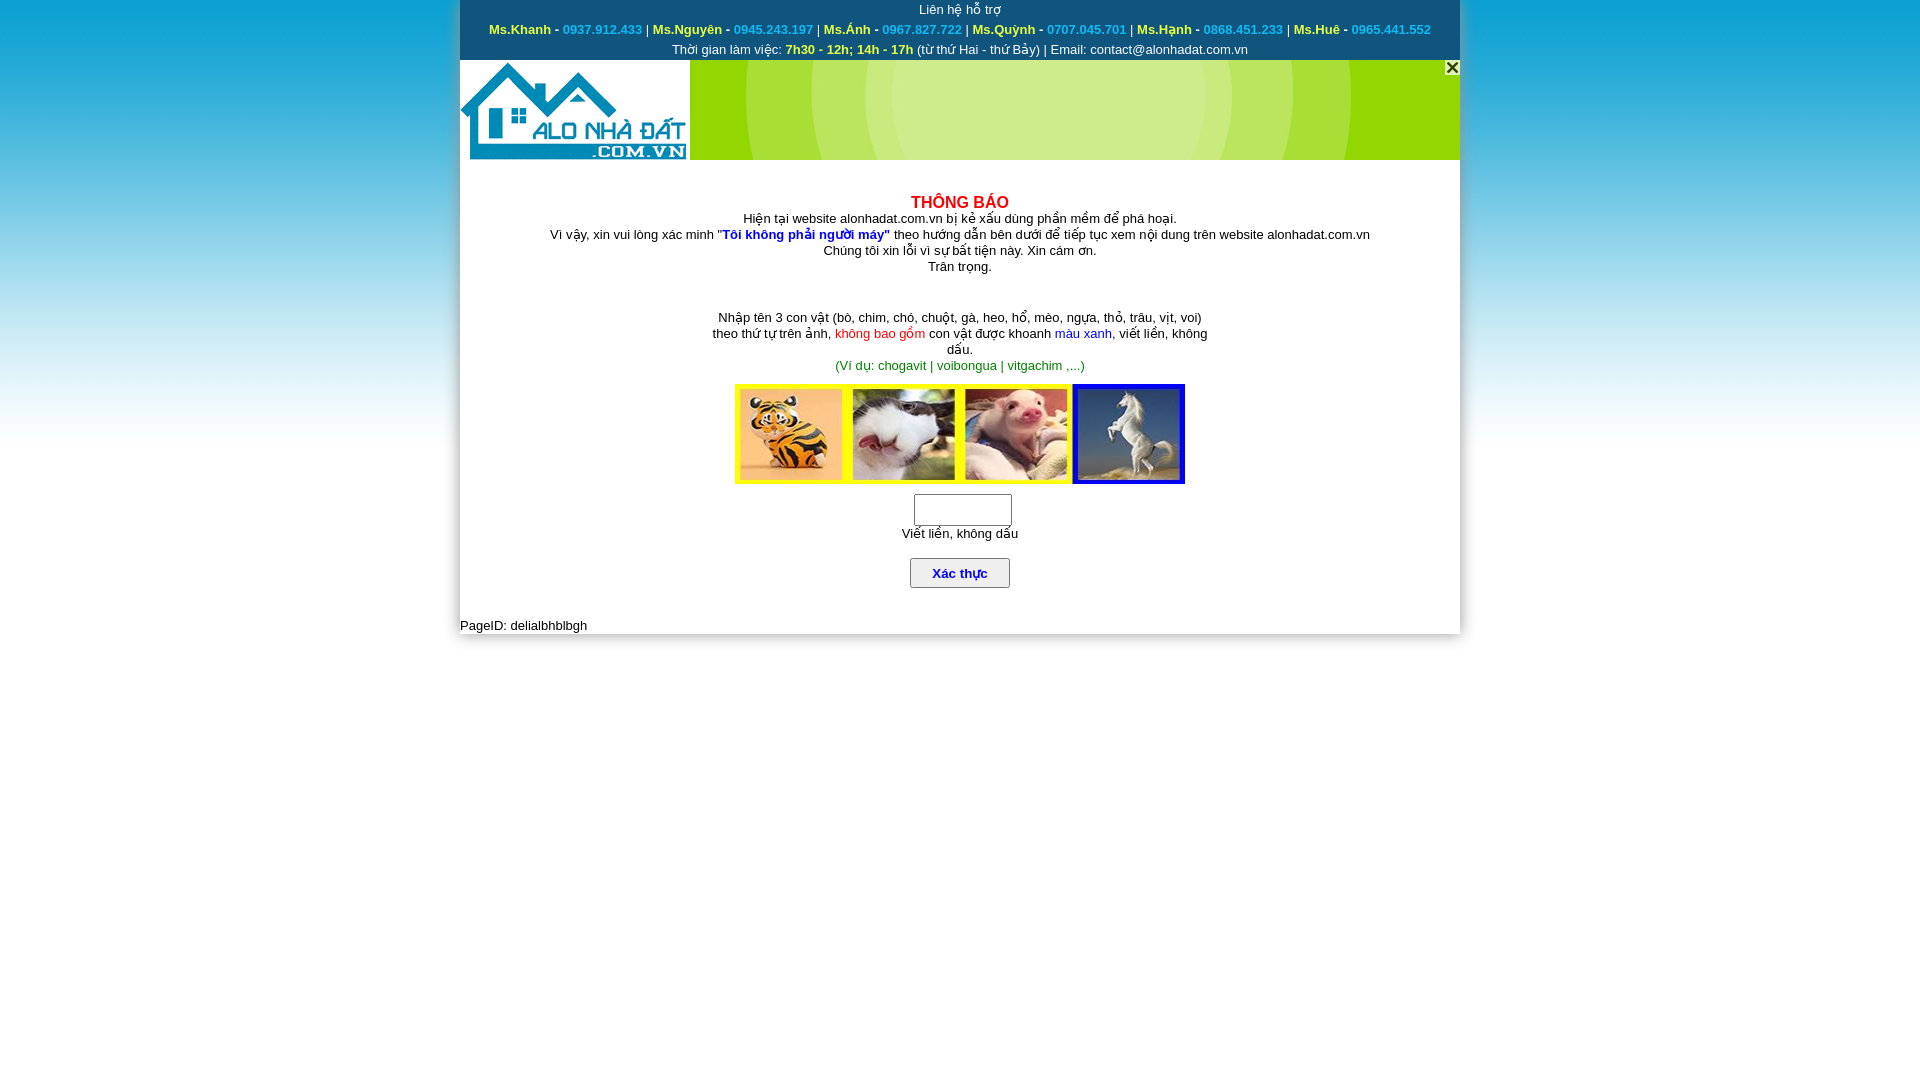 Liên hệ hỗ trợ
Ms.Khanh - 0937.912.433 | Ms.Nguyên - 0945.243.197 | Ms.Ánh - 0967.827.722 | Ms.Quỳnh - 0707.045.701 | Ms.Hạnh - 0868.451.233 | Ms.Huê - 0965.441.552
Thời gian làm việc: 7h30 - 12h; 14h - 17h (từ thứ Hai - thứ Bảy) | Email: contact@alonhadat.com.vn
ALO NHÀ ĐẤT
.COM.VN
THÔNG BÁO
Hiện tại website alonhadat.com.vn bị kẻ xấu dùng phần mềm để phá hoại.
Vì vậy, xin vui lòng xác minh "Tôi không phải người máy" theo hướng dẫn bên dưới để tiếp tục xem nội dung trên website alonhadat.com.vn
Chúng tôi xin lỗi vì sự bất tiện này. Xin cám ơn.
Trân trọng.
Nhập tên 3 con vật (bò, chim, chó, chuột, gà, heo, hổ, mèo, ngựa, thỏ, trâu, vịt, voi)
theo thứ tự trên ảnh, không bao gồm con vật được khoanh màu xanh, viết liền, không
dấu.
(Ví dụ: chogavit | voibongua | vitgachim ,...)
Viết liền, không dấu
Xác thực
PageID: delialbhblbgh